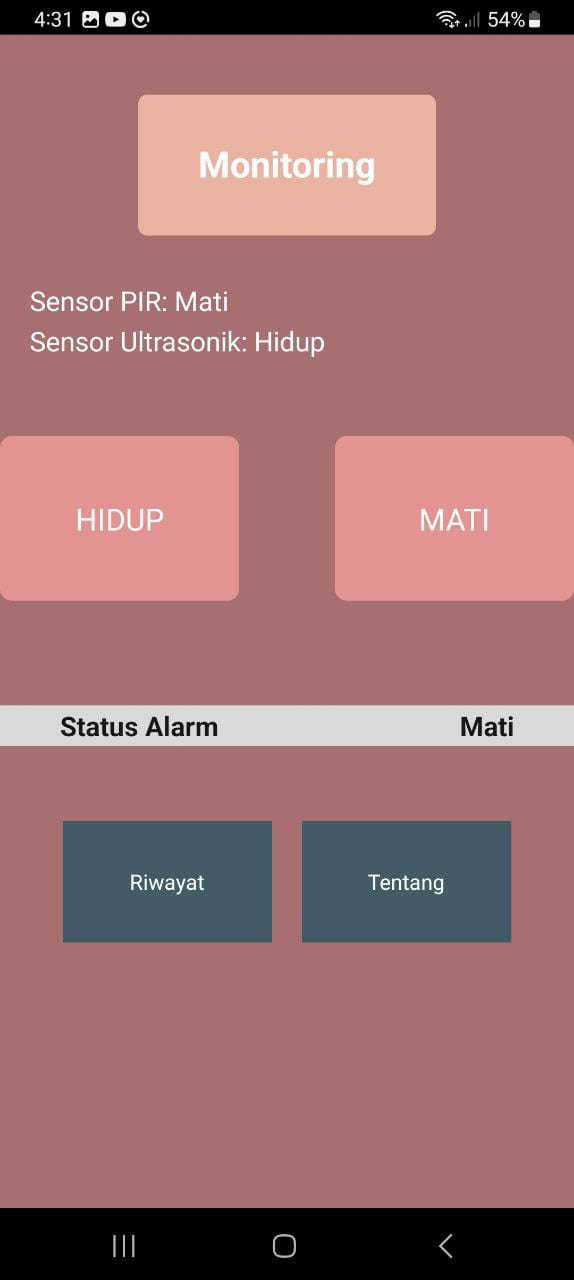 4:31 54%
Monitoring
Sensor PIR: Mati
Sensor Ultrasonik: Hidup
HIDUP MATI
Status Alarm Mati
Riwayat Tentang